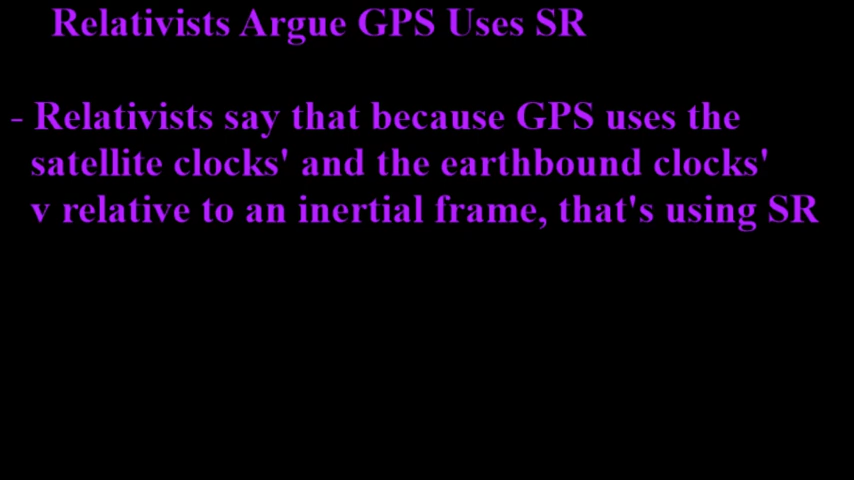 Relativists Argue GPS Uses SR
- Relativists say that because GPS uses the
satellite clocks' and the earthbound clocks'
v relative to an inertial frame, that's using SR